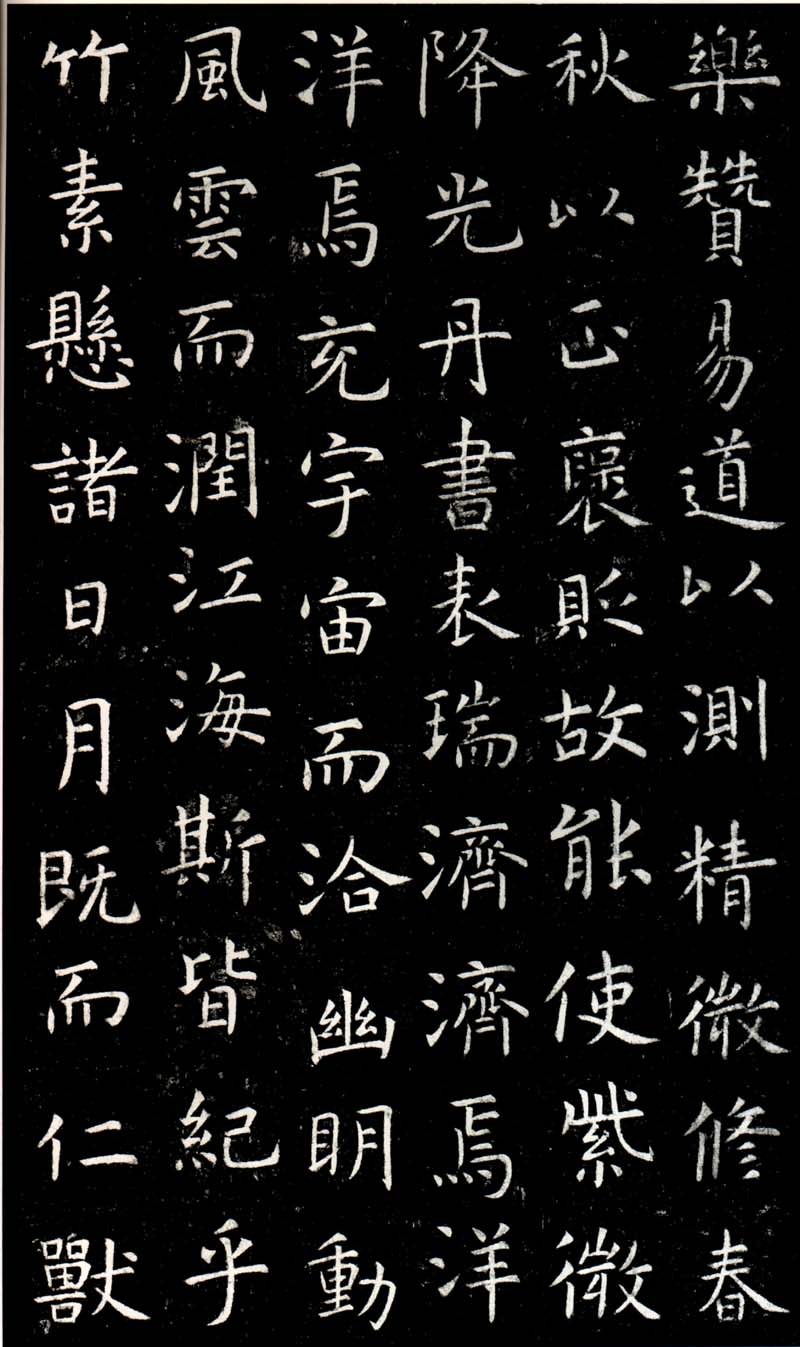 樂贊易道以測精微修春
秋以正褒貶故能使紫微
降光丹書表瑞濟濟焉洋
洋焉充宇宙而洽幽明動
風雲而潤江海斯皆紀乎
竹素懸諸日月既而仁獸